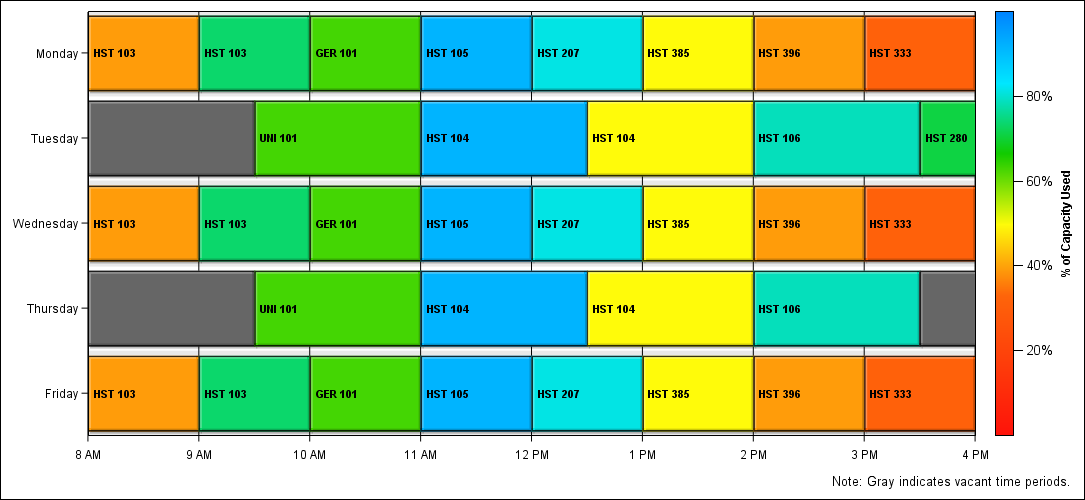 Monday HST 103 HST 103 GER 101 HST 105 HST 207 HST 385 HST 396 HST 333
Tuesday UNI 101 HST 104 HST 104 HST 106 HST 280
Wednesday HST 103 HST 103 GER 101 HST 105 HST 207 HST 385 HST 396 HST 333
Thursday UNI 101 HST 104 HST 104 HST 106
Friday HST 103 HST 103 GER 101 HST 105 HST 207 HST 385 HST 396 HST 333
8 AM 9 AM 10 AM 11 AM 12 PM 1 PM 2 PM 3 PM 4 PM
80%
60%
40%
20%
% of Capacity Used
Note: Gray indicates vacant time periods.